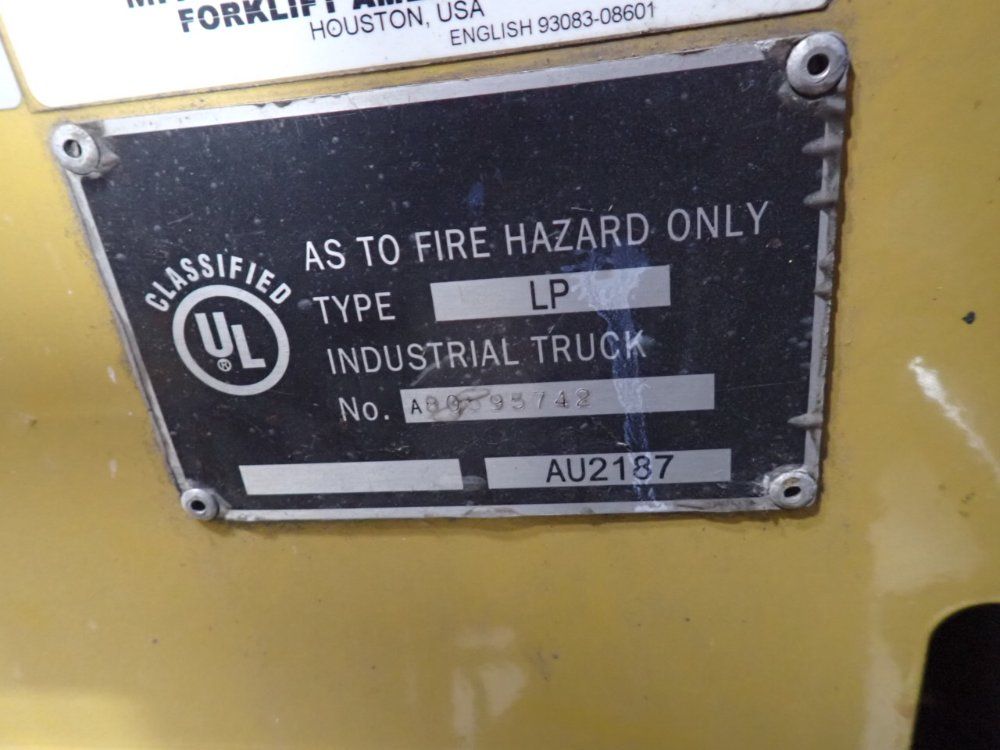 FORKLIFT
HOUSTON, USA
ENGLISH 93083-08601
CLASSIFIED
UL
®
AS TO FIRE HAZARD ONLY
TYPE LP
INDUSTRIAL TRUCK
No.
AU2187